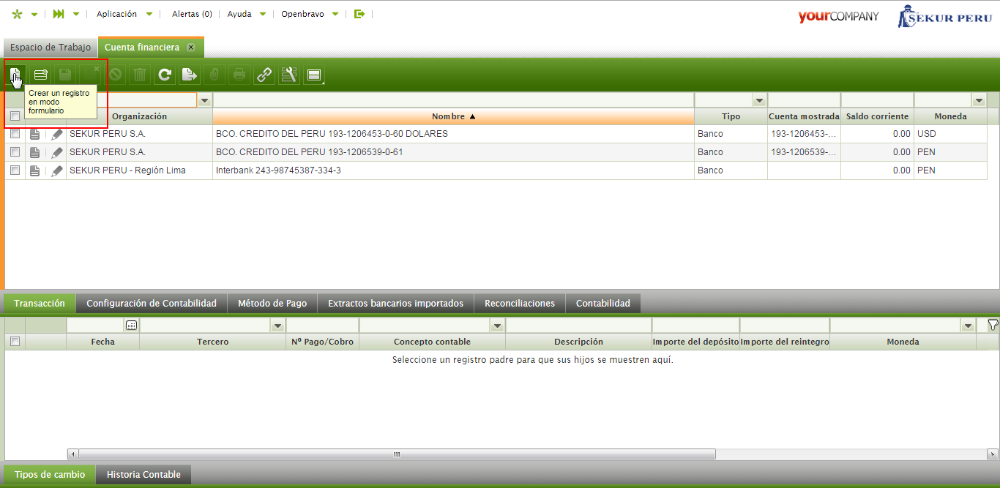 Aplicación Alertas (0) Ayuda Openbravo
yourCOMPANY SEKUR PERU
Espacio de Trabajo Cuenta financiera
Crear un registro
en modo
formulario
Organización Nombre Tipo Cuenta mostrada Saldo corriente Moneda
SEKUR PERU S.A. BCO. CREDITO DEL PERU 193-1206453-0-60 DOLARES Banco 193-1206453-... 0.00 USD
SEKUR PERU S.A. BCO. CREDITO DEL PERU 193-1206539-0-61 Banco 193-1206539-... 0.00 PEN
SEKUR PERU - Región Lima Interbank 243-98745387-334-3 Banco 0.00 PEN
Transacción Configuración de Contabilidad Método de Pago Extractos bancarios importados Reconciliaciones Contabilidad
Fecha Tercero Nº Pago/Cobro Concepto contable Descripción Importe del depósito Importe del reintegro Moneda
Seleccione un registro padre para que sus hijos se muestren aquí.
Tipos de cambio Historia Contable